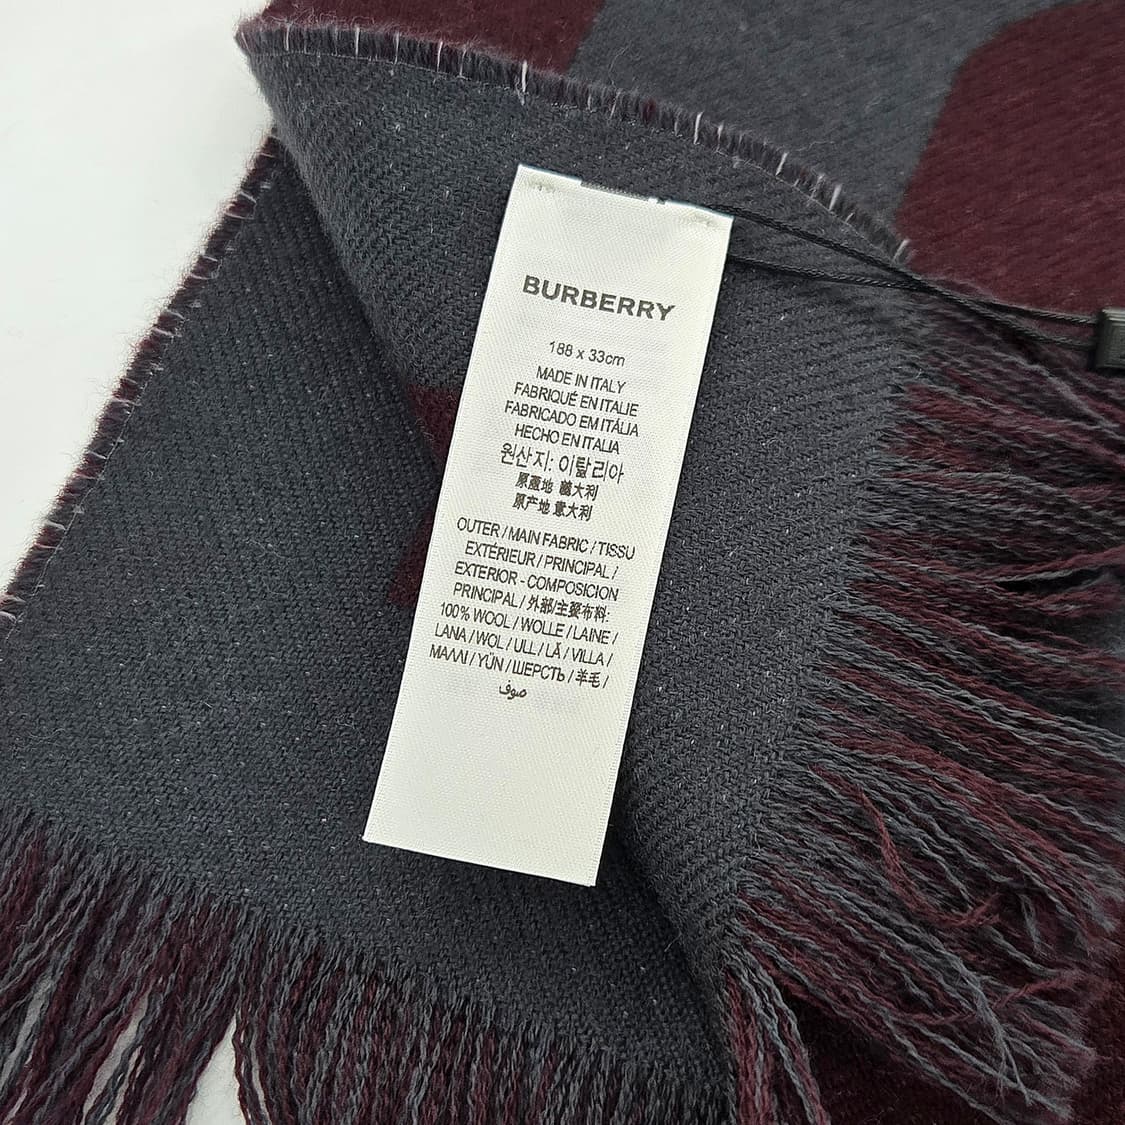 BURBERRY
188 x 33cm
MADE IN ITALY
FABRIQUÉ EN ITALIE
FABRICADO EM ITÁLIA
HECHO EN ITALIA
원산지: 이탈리아
原產地 義大利
原产地 意大利
OUTER / MAIN FABRIC / TISSU
EXTÉRIEUR / PRINCIPAL /
EXTERIOR - COMPOSICION
PRINCIPAL / 外部/主要布料:
100% WOOL / WOLLE / LAINE /
LANA / WOL / ULL / LÃ / VILLA /
ΜΑΛΛΙ / YÜN / ШЕРСТЬ / 羊毛 /
صوف